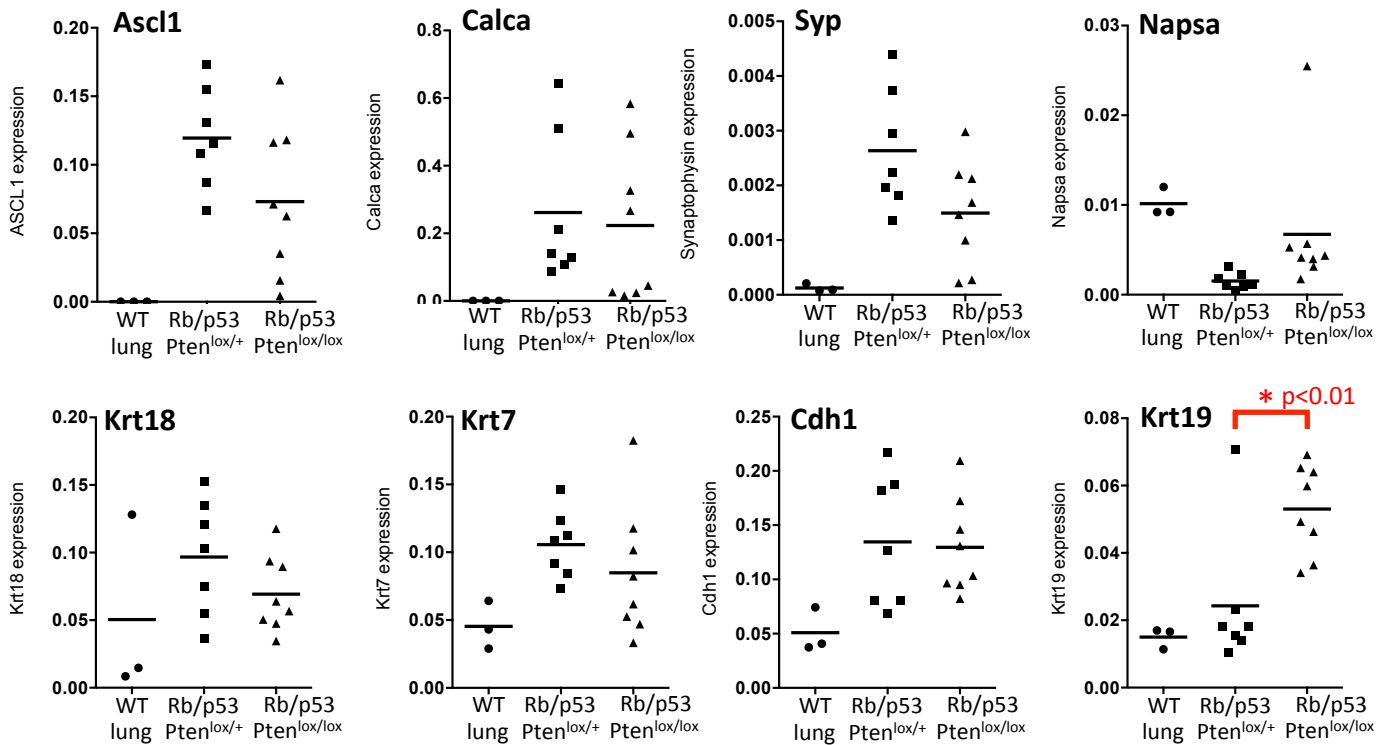 Ascl1
ASCL1 expression
0.20
0.15
0.10
0.05
0.00
WT lung
Rb/p53 Pten^lox/+
Rb/p53 Pten^lox/lox
Calca
Calca expression
0.8
0.6
0.4
0.2
0.0
WT lung
Rb/p53 Pten^lox/+
Rb/p53 Pten^lox/lox
Syp
Synaptophysin expression
0.005
0.004
0.003
0.002
0.001
0.000
WT lung
Rb/p53 Pten^lox/+
Rb/p53 Pten^lox/lox
Napsa
Napsa expression
0.03
0.02
0.01
0.00
WT lung
Rb/p53 Pten^lox/+
Rb/p53 Pten^lox/lox
Krt18
Krt18 expression
0.20
0.15
0.10
0.05
0.00
WT lung
Rb/p53 Pten^lox/+
Rb/p53 Pten^lox/lox
Krt7
Krt7 expression
0.20
0.15
0.10
0.05
0.00
WT lung
Rb/p53 Pten^lox/+
Rb/p53 Pten^lox/lox
Cdh1
Cdh1 expression
0.25
0.20
0.15
0.10
0.05
0.00
WT lung
Rb/p53 Pten^lox/+
Rb/p53 Pten^lox/lox
Krt19
* p<0.01
Krt19 expression
0.08
0.06
0.04
0.02
0.00
WT lung
Rb/p53 Pten^lox/+
Rb/p53 Pten^lox/lox